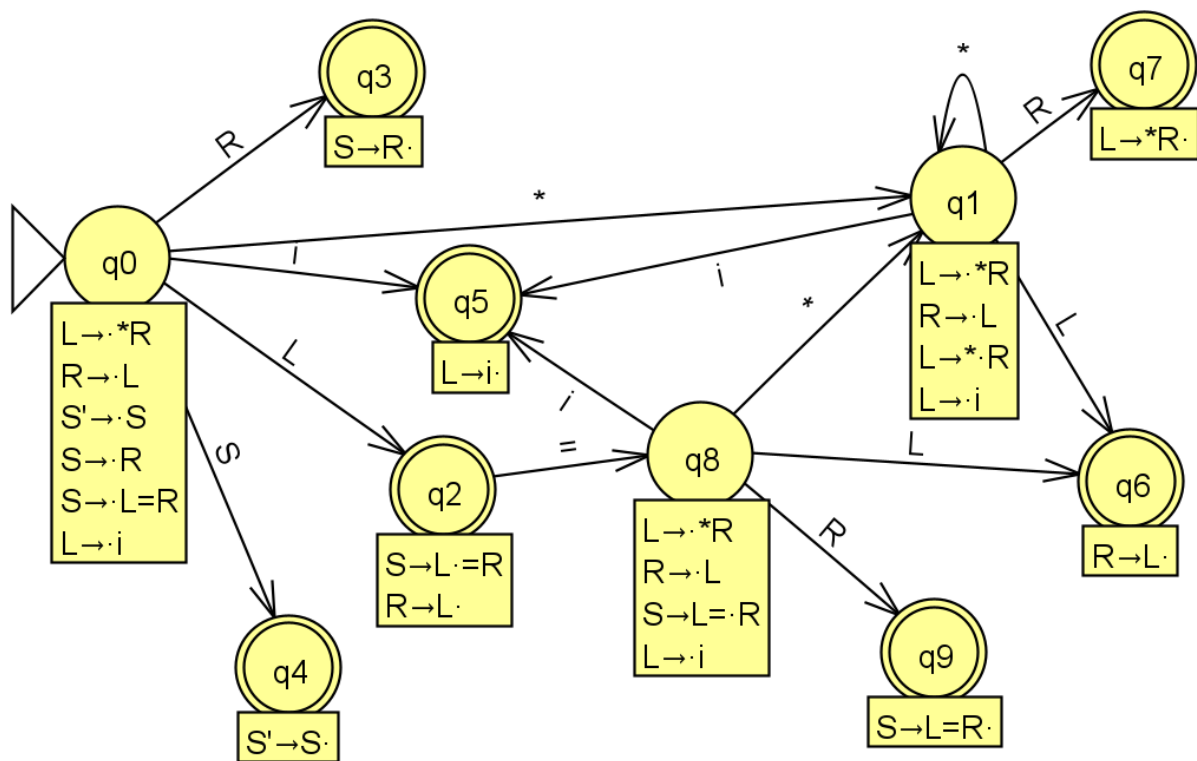 q3
S→R·
R
q7
L→*R·
R
*
q1
L→·*R
R→·L
L→*·R
L→·i
*
q0
L→·*R
R→·L
S'→·S
S→·R
S→·L=R
L→·i
i
q5
L→i·
i
L
i
*
L
S
q2
S→L·=R
R→L·
=
q8
L→·*R
R→·L
S→L=·R
L→·i
L
q6
R→L·
R
q4
S'→S·
q9
S→L=R·